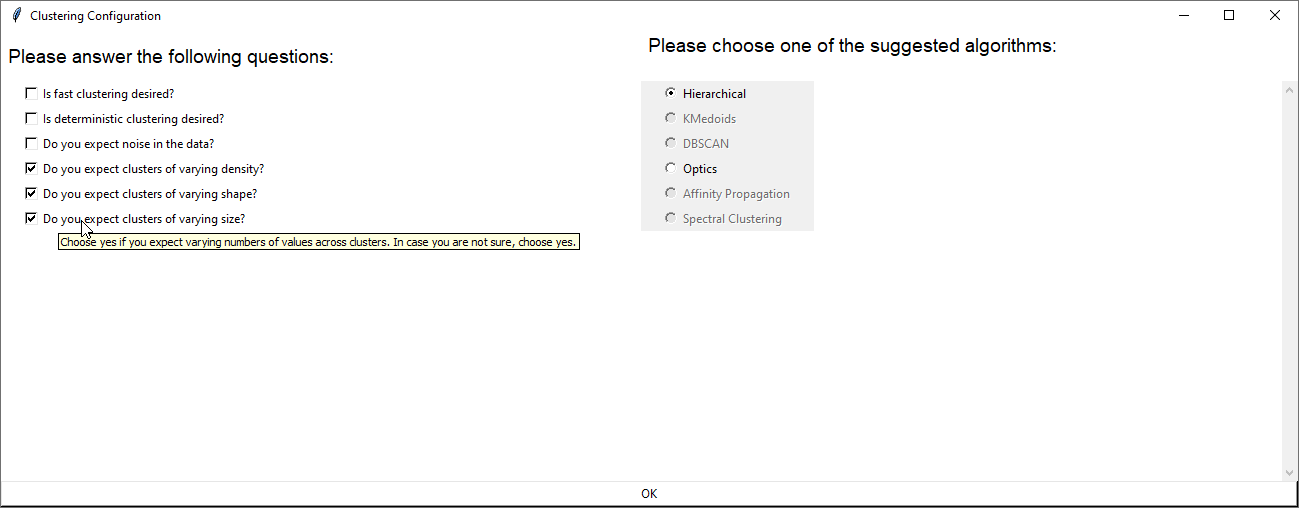 Clustering Configuration
Please answer the following questions:
Is fast clustering desired?
Is deterministic clustering desired?
Do you expect noise in the data?
Do you expect clusters of varying density?
Do you expect clusters of varying shape?
Do you expect clusters of varying size?
Choose yes if you expect varying numbers of values across clusters. In case you are not sure, choose yes.
Please choose one of the suggested algorithms:
Hierarchical
KMedoids
DBSCAN
Optics
Affinity Propagation
Spectral Clustering
OK